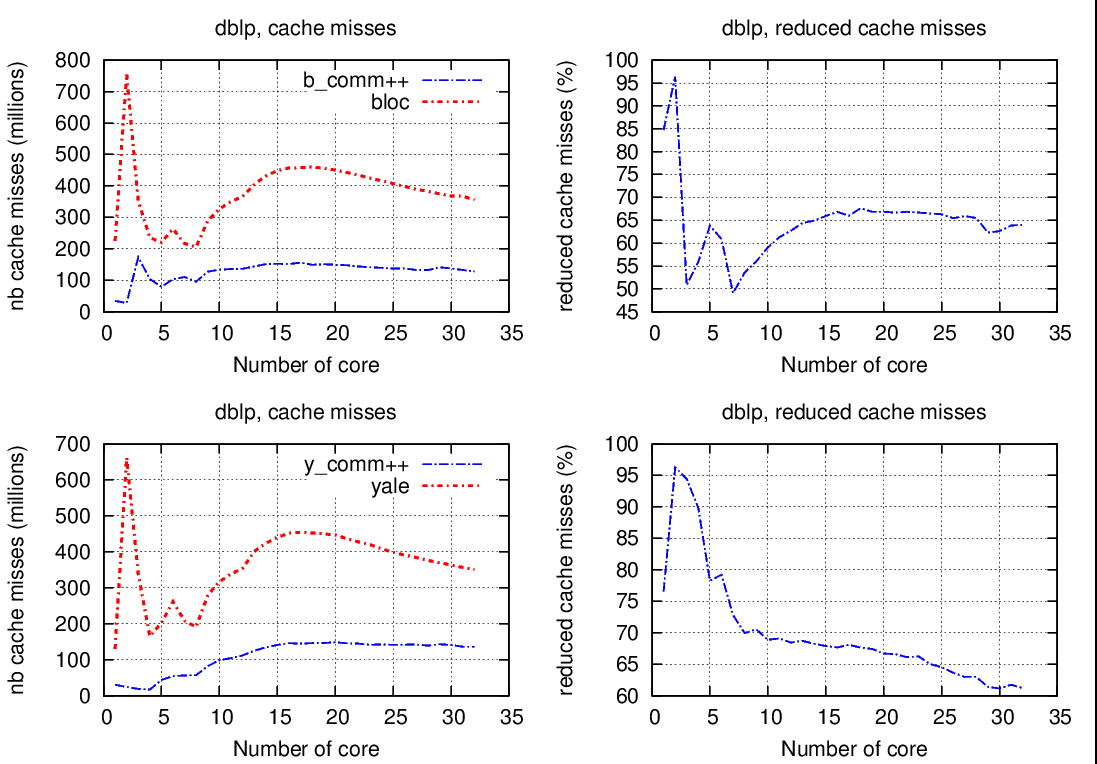 dblp, cache misses
nb cache misses (millions)
800
700
600
500
400
300
200
100
0
b_comm++
bloc
0 5 10 15 20 25 30 35
Number of core
dblp, reduced cache misses
reduced cache misses (%)
100
95
90
85
80
75
70
65
60
55
50
45
0 5 10 15 20 25 30 35
Number of core
dblp, cache misses
nb cache misses (millions)
700
600
500
400
300
200
100
0
y_comm++
yale
0 5 10 15 20 25 30 35
Number of core
dblp, reduced cache misses
reduced cache misses (%)
100
95
90
85
80
75
70
65
60
0 5 10 15 20 25 30 35
Number of core